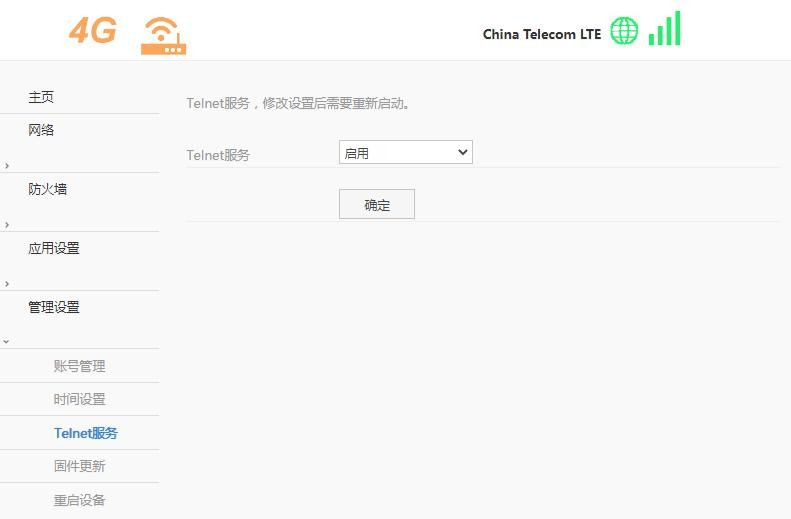 4G
China Telecom LTE
主页
网络
防火墙
应用设置
管理设置
账号管理
时间设置
Telnet服务
固件更新
重启设备
Telnet服务，修改设置后需要重新启动。
Telnet服务
启用
确定